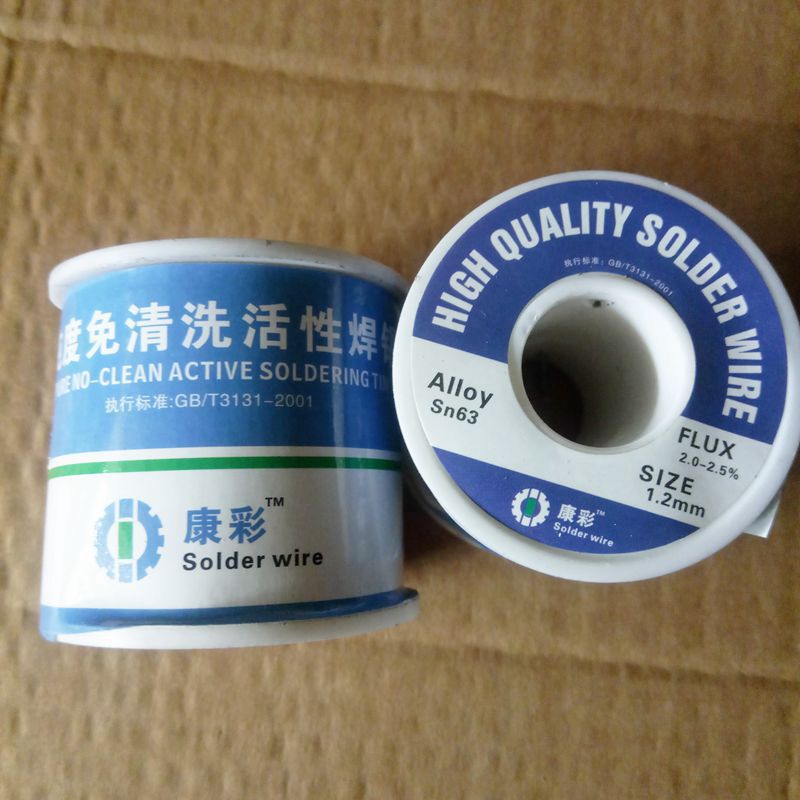 度免清洗活性焊
NO-CLEAN ACTIVE SOLDERING
执行标准:GB/T3131-2001
康彩™
Solder wire
HIGH QUALITY SOLDER WIRE
执行标准：GB/T3131-2001
Alloy
Sn63
FLUX
2.0-2.5%
SIZE
1.2mm
康彩™
Solder wire